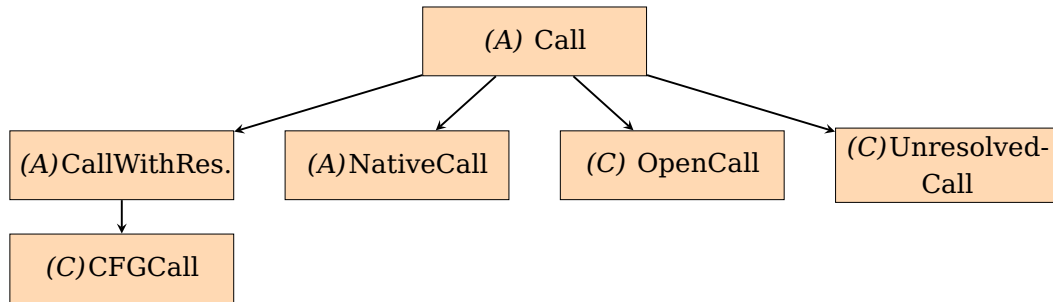 (A) Call
(A)CallWithRes.
(A)NativeCall
(C) OpenCall
(C)Unresolved-
Call
(C)CFGCall